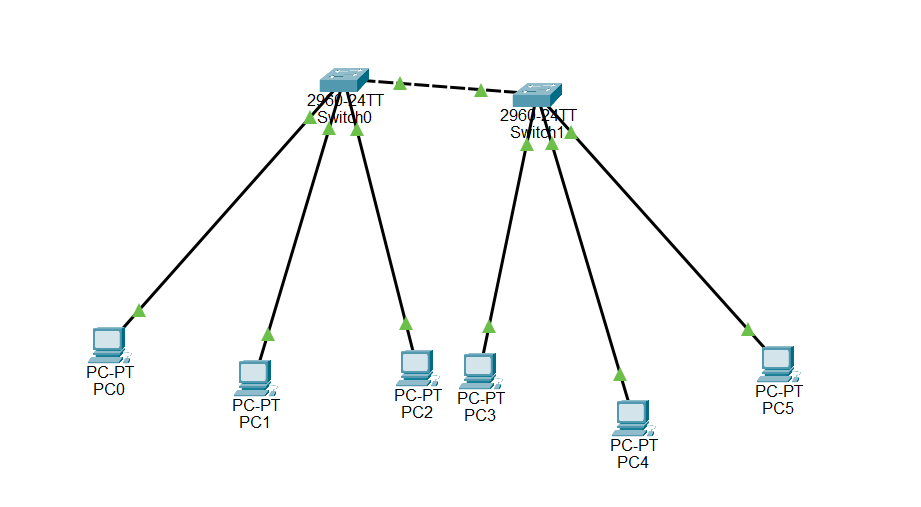 2960-24TT
Switch0
2960-24TT
Switch1
PC-PT
PC0
PC-PT
PC1
PC-PT
PC2
PC-PT
PC3
PC-PT
PC4
PC-PT
PC5